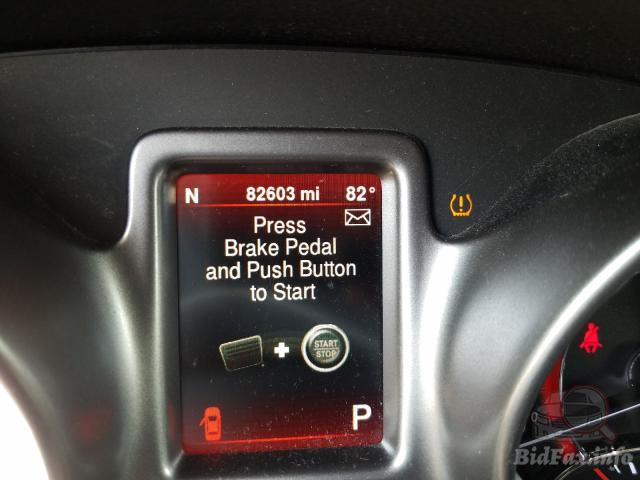 N 82603 mi 82°
Press
Brake Pedal
and Push Button
to Start
START
STOP
P
BidFax.info